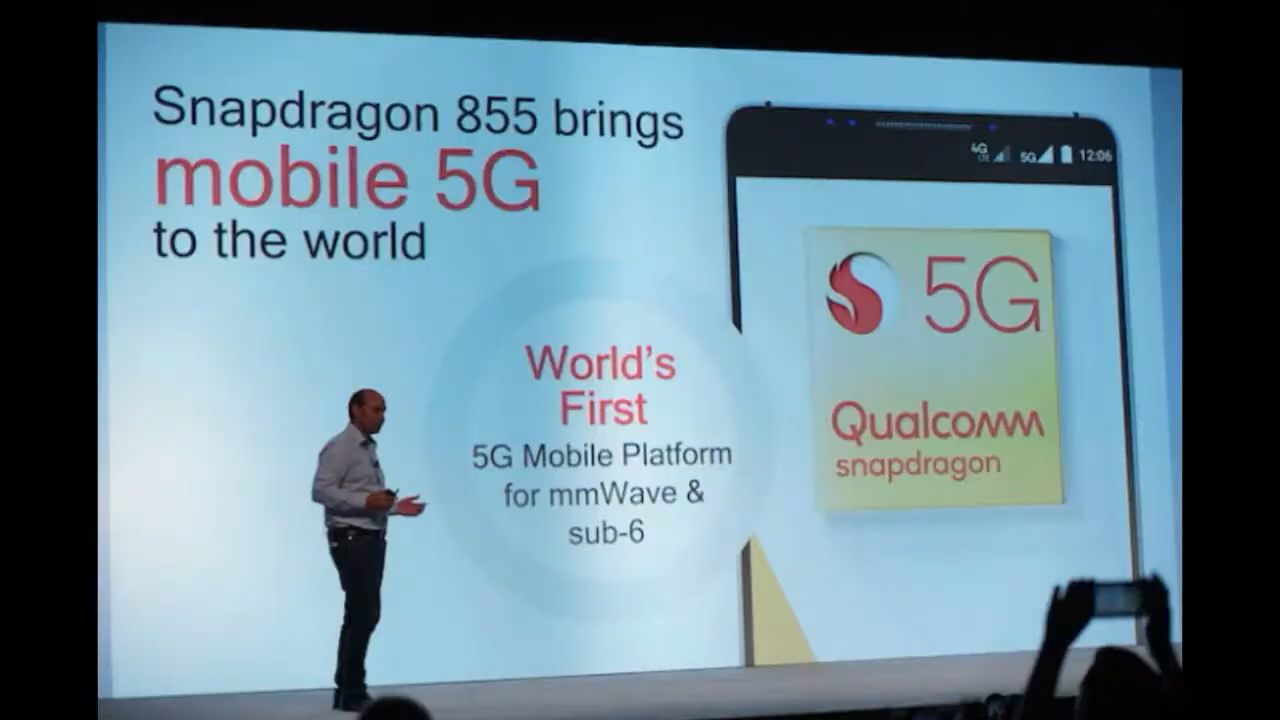 Snapdragon 855 brings
mobile 5G
to the world
World's
First
5G Mobile Platform
for mmWave &
sub-6
4G
LTE
5G
12:06
5G
Qualcomm
snapdragon